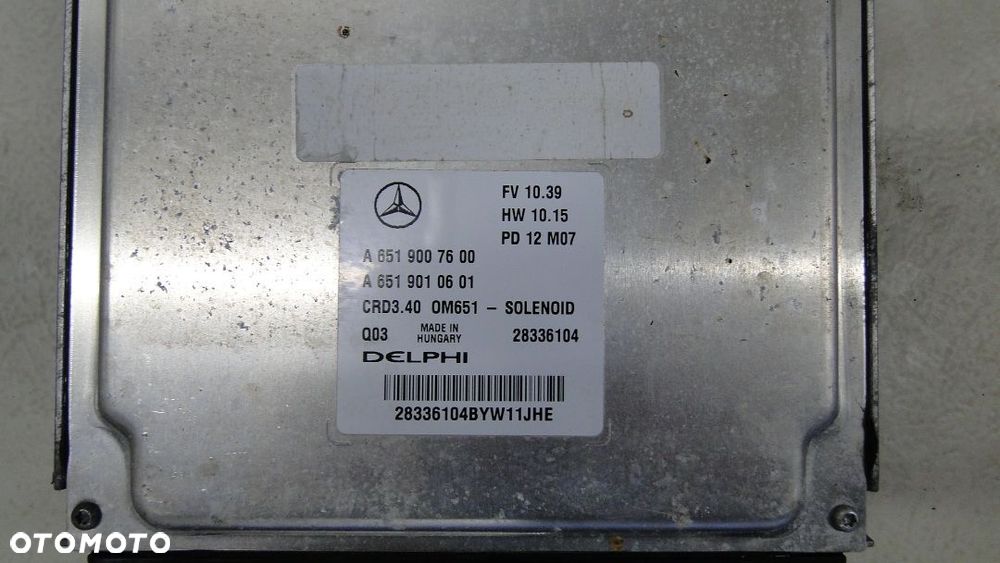 FV 10.39
HW 10.15
PD 12 M07
A 651 900 76 00
A 651 901 06 01
CRD3.40 OM651 – SOLENOID
Q03 MADE IN HUNGARY 28336104
DELPHI
28336104BYW11JHE
OTOMOTO